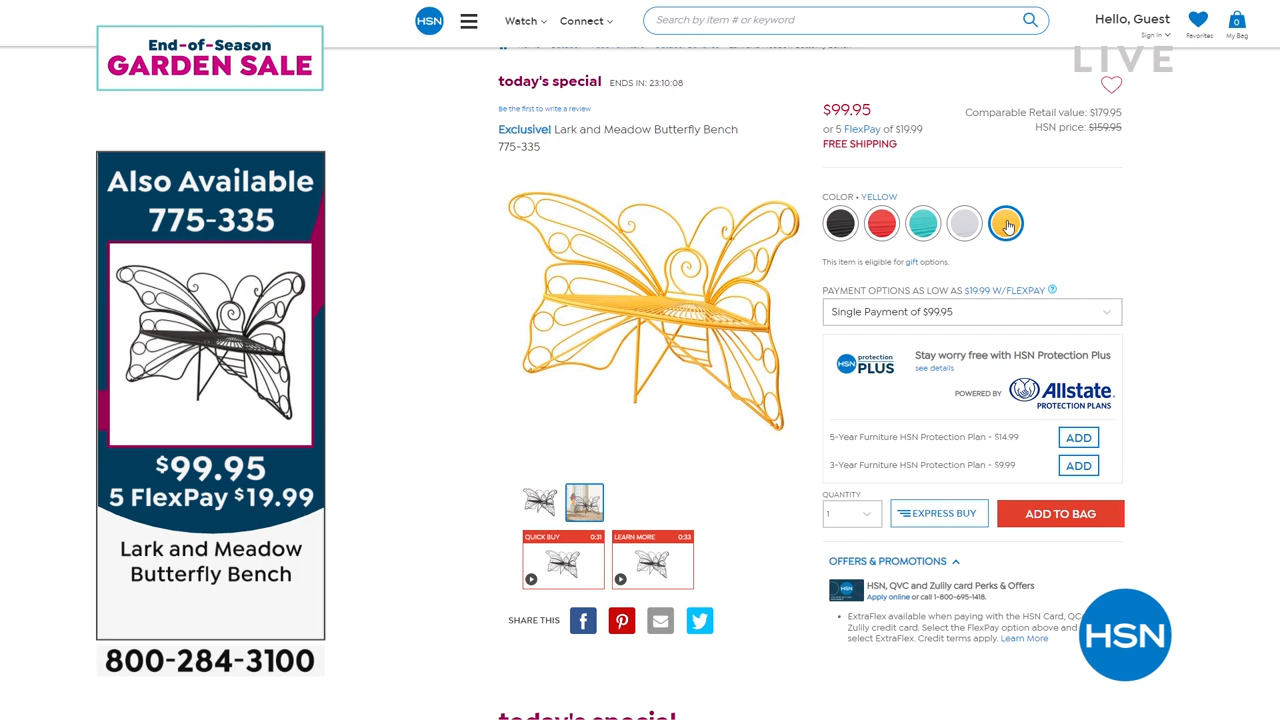 HSN
Watch
Connect
Search by item # or keyword
Hello, Guest
Sign in
Favorites
0
My Bag
End-of-Season
GARDEN SALE
LIVE
today's special ENDS IN: 23:10:08
Be the first to write a review
Exclusive! Lark and Meadow Butterfly Bench
775-335
$99.95
or 5 FlexPay of $19.99
FREE SHIPPING
Comparable Retail value: $179.95
HSN price: $159.95
COLOR • YELLOW
This item is eligible for gift options.
PAYMENT OPTIONS AS LOW AS $19.99 W/FLEXPAY ?
Single Payment of $99.95
HSN protection PLUS
Stay worry free with HSN Protection Plus
see details
POWERED BY Allstate.
PROTECTION PLANS
5-Year Furniture HSN Protection Plan - $14.99 ADD
3-Year Furniture HSN Protection Plan - $9.99 ADD
QUANTITY
1
EXPRESS BUY
ADD TO BAG
OFFERS & PROMOTIONS
HSN, QVC and Zulily card Perks & Offers
Apply online or call 1-800-695-1418.
• ExtraFlex available when paying with the HSN Card, QC
Zulily credit card. Select the FlexPay option above and
select ExtraFlex. Credit terms apply. Learn More
QUICK BUY 0:31
LEARN MORE 0:33
SHARE THIS
Also Available
775-335
$99.95
5 FlexPay $19.99
Lark and Meadow
Butterfly Bench
800-284-3100
HSN
today's special